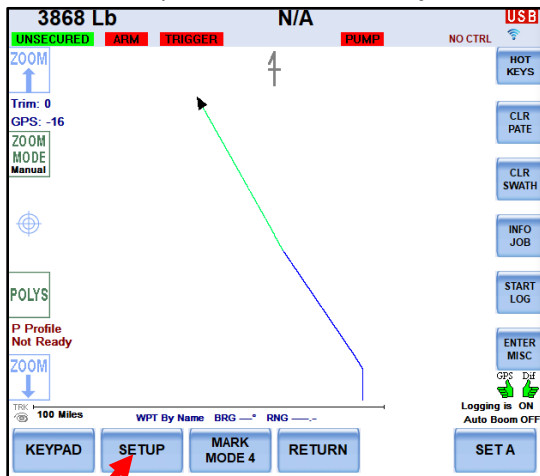 3868 Lb
N/A
USB
UNSECURED
ARM
TRIGGER
PUMP
NO CTRL
ZOOM
HOT
KEYS
Trim: 0
GPS: -16
CLR
PATE
ZOOM
MODE
Manual
CLR
SWATH
INFO
JOB
POLYS
START
LOG
P Profile
Not Ready
ENTER
MISC
ZOOM
GPS Dif
TRK
100 Miles
WPT By Name BRG ---° RNG ---.-
Logging is ON
Auto Boom OFF
KEYPAD
SETUP
MARK
MODE 4
RETURN
SET A